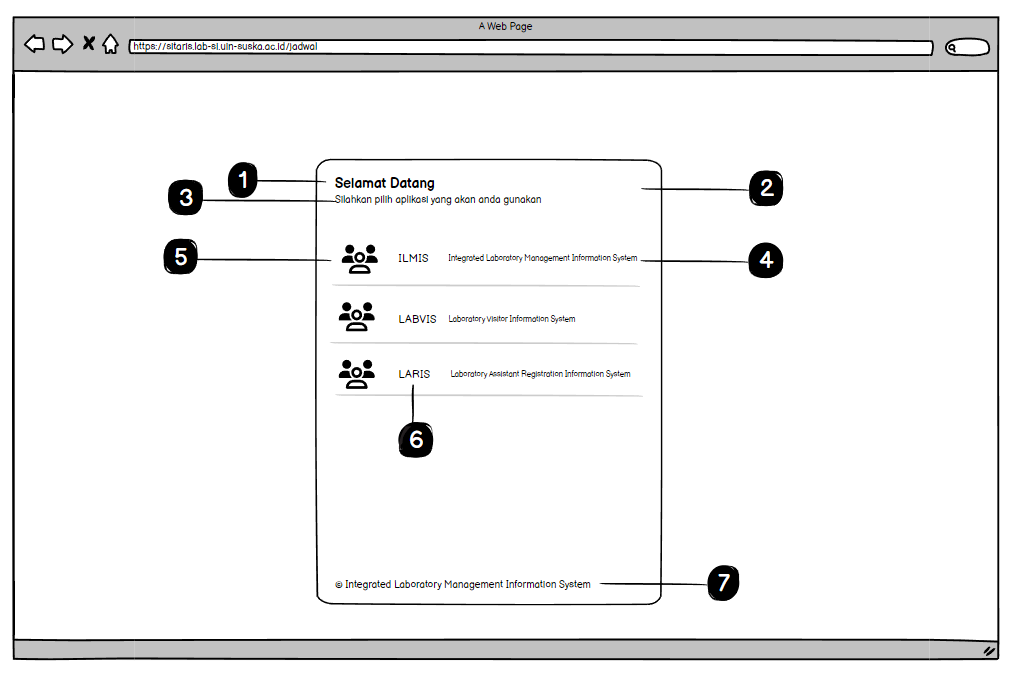 A Web Page
https://sitaris.lab-si.uin-suska.ac.id/jadwal
1
Selamat Datang
2
3
Silahkan pilih aplikasi yang akan anda gunakan
5
ILMIS Integrated Laboratory Management Information System
4
LABVIS Laboratory Visitor Information System
LARIS Laboratory Assistant Registration Information System
6
© Integrated Laboratory Management Information System
7